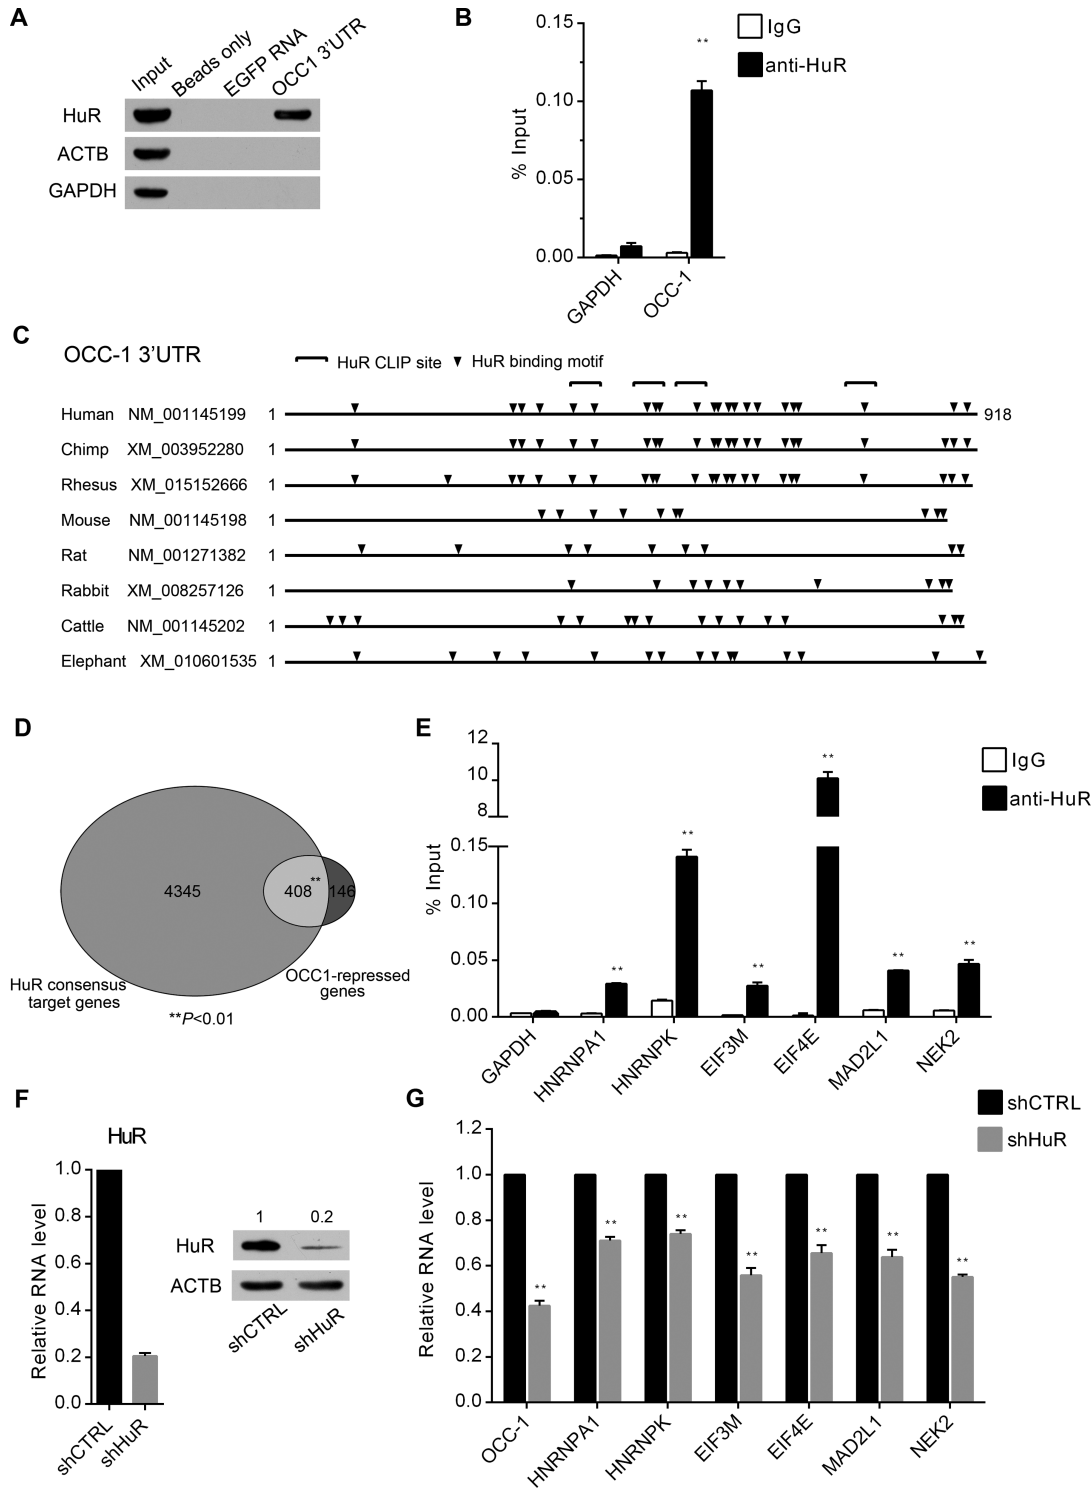 A
Input
Beads only
EGFP RNA
OCC1 3'UTR
HuR
ACTB
GAPDH
B
IgG
anti-HuR
% Input
0.15
0.10
0.05
0.00
**
GAPDH
OCC-1
C
OCC-1 3'UTR
HuR CLIP site
HuR binding motif
Human NM_001145199 1 918
Chimp XM_003952280 1
Rhesus XM_015152666 1
Mouse NM_001145198 1
Rat NM_001271382 1
Rabbit XM_008257126 1
Cattle NM_001145202 1
Elephant XM_010601535 1
D
4345
408
**
146
HuR consensus
target genes
OCC1-repressed
genes
**P<0.01
E
IgG
anti-HuR
% Input
12
10
8
0.15
0.10
0.05
0.00
**
**
**
**
**
**
GAPDH
HNRNPA1
HNRNPK
EIF3M
EIF4E
MAD2L1
NEK2
F
HuR
Relative RNA level
1.0
0.8
0.6
0.4
0.2
0.0
shCTRL
shHuR
1
0.2
HuR
ACTB
shCTRL
shHuR
G
shCTRL
shHuR
Relative RNA level
1.2
1.0
0.8
0.6
0.4
0.2
0.0
**
**
**
**
**
**
**
OCC-1
HNRNPA1
HNRNPK
EIF3M
EIF4E
MAD2L1
NEK2